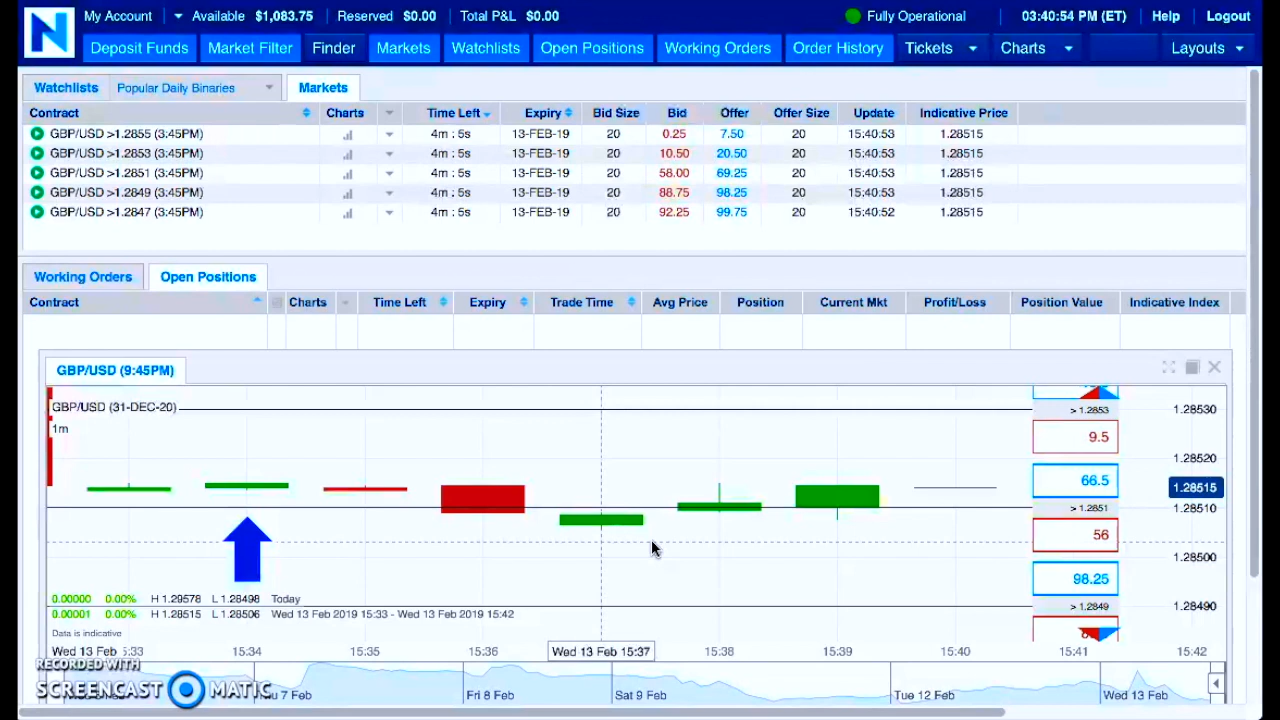 N My Account Available $1,083.75 Reserved $0.00 Total P&L $0.00 Fully Operational 03:40:54 PM (ET) Help Logout
Deposit Funds Market Filter Finder Markets Watchlists Open Positions Working Orders Order History Tickets Charts Layouts
Watchlists Popular Daily Binaries Markets
Contract Charts Time Left Expiry Bid Size Bid Offer Offer Size Update Indicative Price
GBP/USD >1.2855 (3:45PM) 4m : 5s 13-FEB-19 20 0.25 7.50 20 15:40:53 1.28515
GBP/USD >1.2853 (3:45PM) 4m : 5s 13-FEB-19 20 10.50 20.50 20 15:40:53 1.28515
GBP/USD >1.2851 (3:45PM) 4m : 5s 13-FEB-19 20 58.00 69.25 20 15:40:53 1.28515
GBP/USD >1.2849 (3:45PM) 4m : 5s 13-FEB-19 20 88.75 98.25 20 15:40:53 1.28515
GBP/USD >1.2847 (3:45PM) 4m : 5s 13-FEB-19 20 92.25 99.75 20 15:40:52 1.28515
Working Orders Open Positions
Contract Charts Time Left Expiry Trade Time Avg Price Position Current Mkt Profit/Loss Position Value Indicative Index
GBP/USD (9:45PM)
GBP/USD (31-DEC-20) > 1.2853 1.28530
1m 9.5
1.28520
66.5 1.28515
> 1.2851 1.28510
56
1.28500
98.25
0.00000 0.00% H 1.29578 L 1.28498 Today > 1.2849 1.28490
0.00001 0.00% H 1.28515 L 1.28506 Wed 13 Feb 2019 15:33 - Wed 13 Feb 2019 15:42
Data is indicative
Wed 13 Feb 15:33 15:34 15:35 15:36 Wed 13 Feb 15:37 15:38 15:39 15:40 15:41 15:42
RECORDED WITH
SCREENCAST MATIC
7 Feb Fri 8 Feb Sat 9 Feb Tue 12 Feb Wed 13 Feb